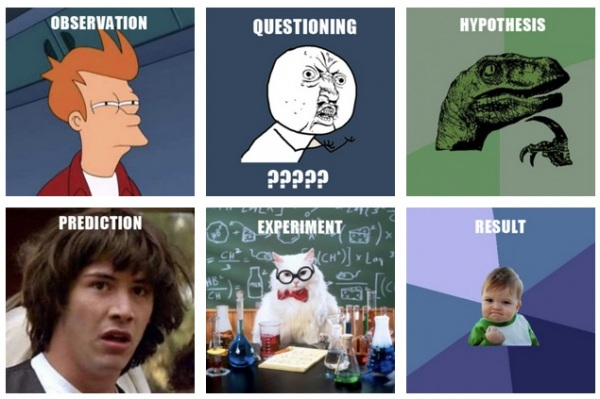 OBSERVATION
QUESTIONING
?????
HYPOTHESIS
PREDICTION
EXPERIMENT
RESULT